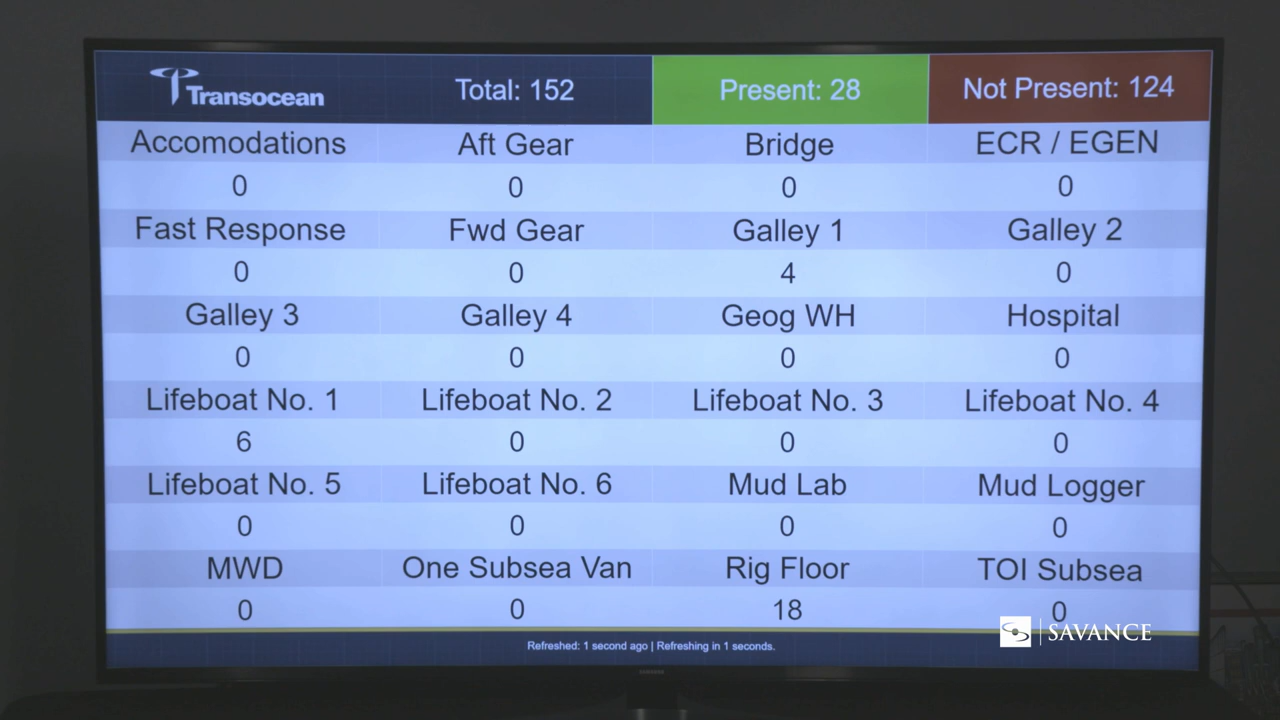 Transocean Total: 152 Present: 28 Not Present: 124
Accomodations Aft Gear Bridge ECR / EGEN
0 0 0 0
Fast Response Fwd Gear Galley 1 Galley 2
0 0 4 0
Galley 3 Galley 4 Geog WH Hospital
0 0 0 0
Lifeboat No. 1 Lifeboat No. 2 Lifeboat No. 3 Lifeboat No. 4
6 0 0 0
Lifeboat No. 5 Lifeboat No. 6 Mud Lab Mud Logger
0 0 0 0
MWD One Subsea Van Rig Floor TOI Subsea
0 0 18 0
SAVANCE
Refreshed: 1 second ago | Refreshing in 1 seconds.